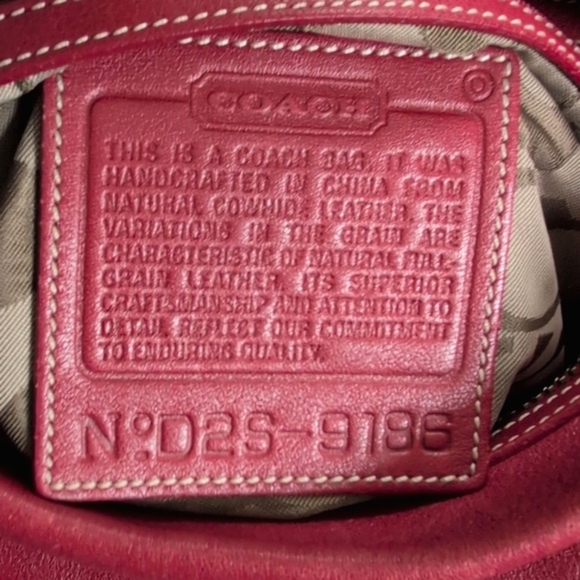 COACH
THIS IS A COACH BAG. IT WAS
HANDCRAFTED IN CHINA FROM
NATURAL COWHIDE LEATHER. THE
VARIATIONS IN THE GRAIN ARE
CHARACTERISTIC OF NATURAL FULL
GRAIN LEATHER. ITS SUPERIOR
CRAFTSMANSHIP AND ATTENTION TO
DETAIL REFLECT OUR COMMITMENT
TO ENDURING QUALITY.
Nº D2S-9186